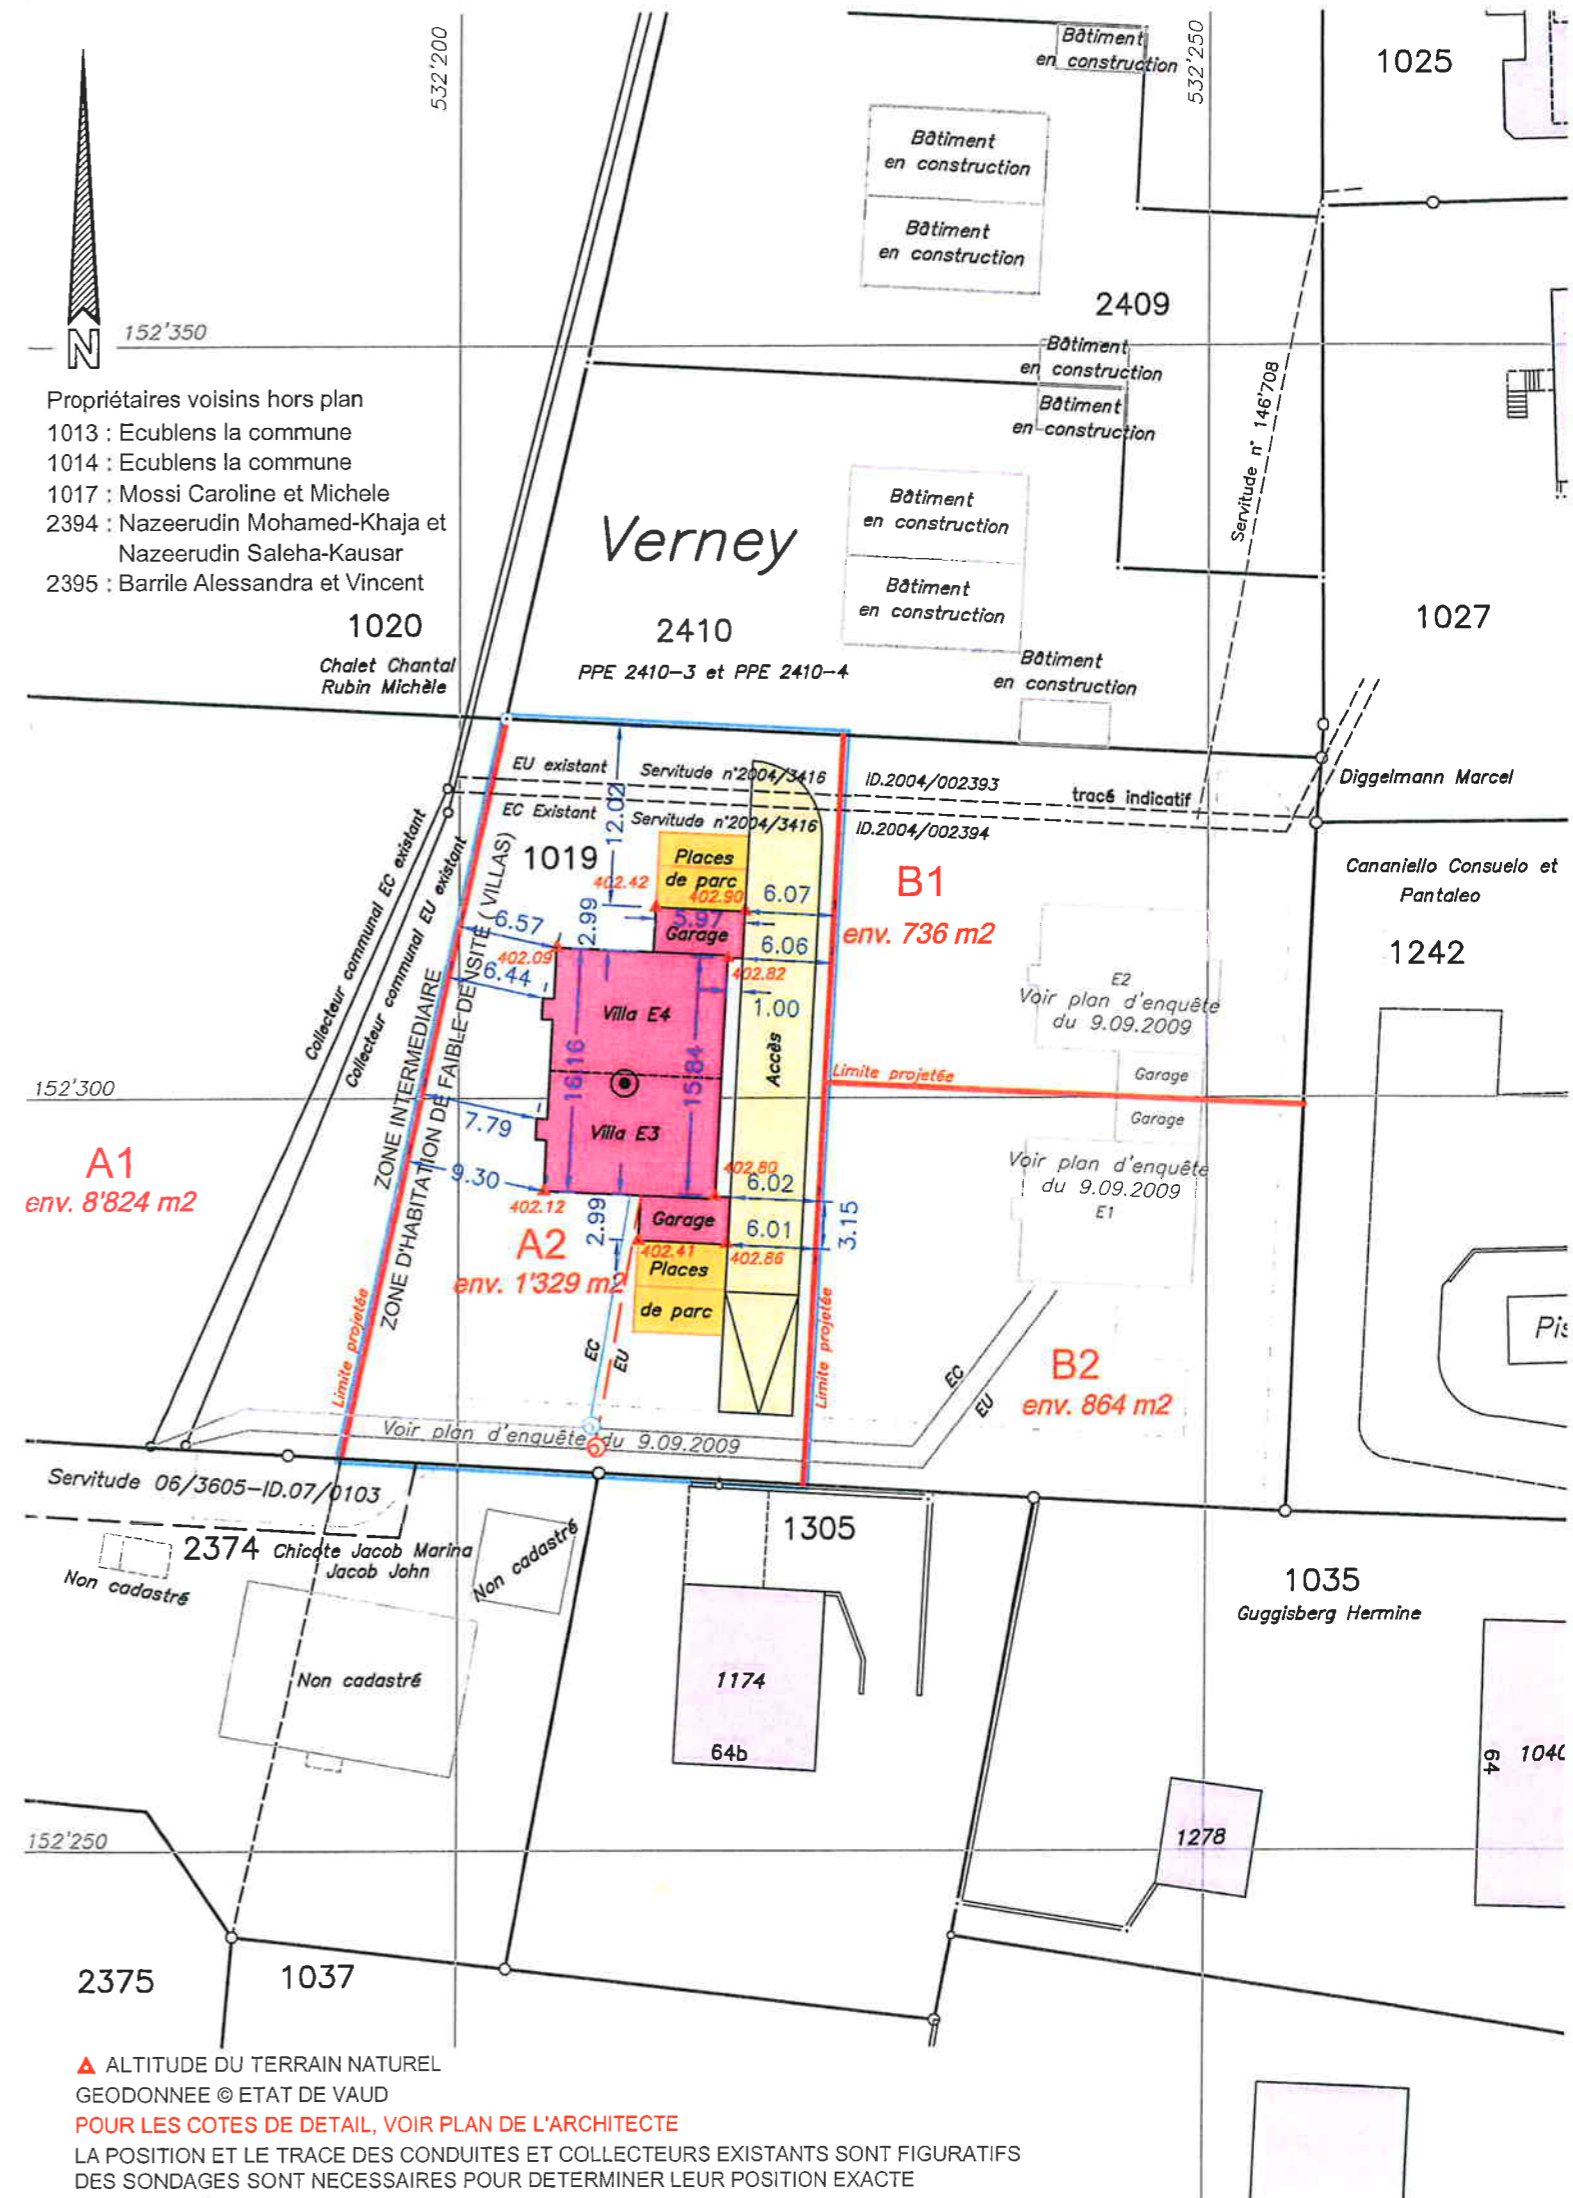 532'200
532'250
Bâtiment
en construction
1025
Bâtiment
en construction
Bâtiment
en construction
2409
152'350
N
Bâtiment
en construction
Bâtiment
en construction
Servitude n° 146'708
Propriétaires voisins hors plan
1013 : Ecublens la commune
1014 : Ecublens la commune
1017 : Mossi Caroline et Michele
2394 : Nazeerudin Mohamed-Khaja et
Nazeerudin Saleha-Kausar
2395 : Barrile Alessandra et Vincent
Verney
Bâtiment
en construction
Bâtiment
en construction
1020
Chalet Chantal
Rubin Michèle
2410
PPE 2410-3 et PPE 2410-4
1027
Bâtiment
en construction
EU existant
Servitude n°2004/3416
ID.2004/002393
tracé indicatif
Diggelmann Marcel
EC Existant
Servitude n°2004/3416
ID.2004/002394
12.02
1019
Places
de parc
402.42
402.90
6.07
B1
env. 736 m2
Cananiello Consuelo et
Pantaleo
1242
Collecteur communal EC existant
Collecteur communal EU existant
ZONE INTERMEDIAIRE
ZONE D'HABITATION DE FAIBLE DENSITE ( VILLAS)
6.57
2.99
5.97
Garage
6.06
402.09
402.82
6.44
1.00
Villa E4
16.16
15.84
Accès
E2
Voir plan d'enquête
du 9.09.2009
Limite projetée
Garage
Garage
152'300
7.79
Villa E3
A1
env. 8'824 m2
9.30
402.80
6.02
402.12
Voir plan d'enquête
du 9.09.2009
E1
2.99
Garage
6.01
3.15
A2
env. 1'329 m2
402.41
402.86
Places
de parc
EC
EU
Limite projetée
Limite projetée
B2
env. 864 m2
EC
EU
Voir plan d'enquête du 9.09.2009
Servitude 06/3605-ID.07/0103
2374 Chicote Jacob Marina
Jacob John
Non cadastré
Non cadastré
Non cadastré
1305
1174
64b
1035
Guggisberg Hermine
64
1278
152'250
2375
1037
ALTITUDE DU TERRAIN NATUREL
GEODONNEE © ETAT DE VAUD
POUR LES COTES DE DETAIL, VOIR PLAN DE L'ARCHITECTE
LA POSITION ET LE TRACE DES CONDUITES ET COLLECTEURS EXISTANTS SONT FIGURATIFS
DES SONDAGES SONT NECESSAIRES POUR DETERMINER LEUR POSITION EXACTE